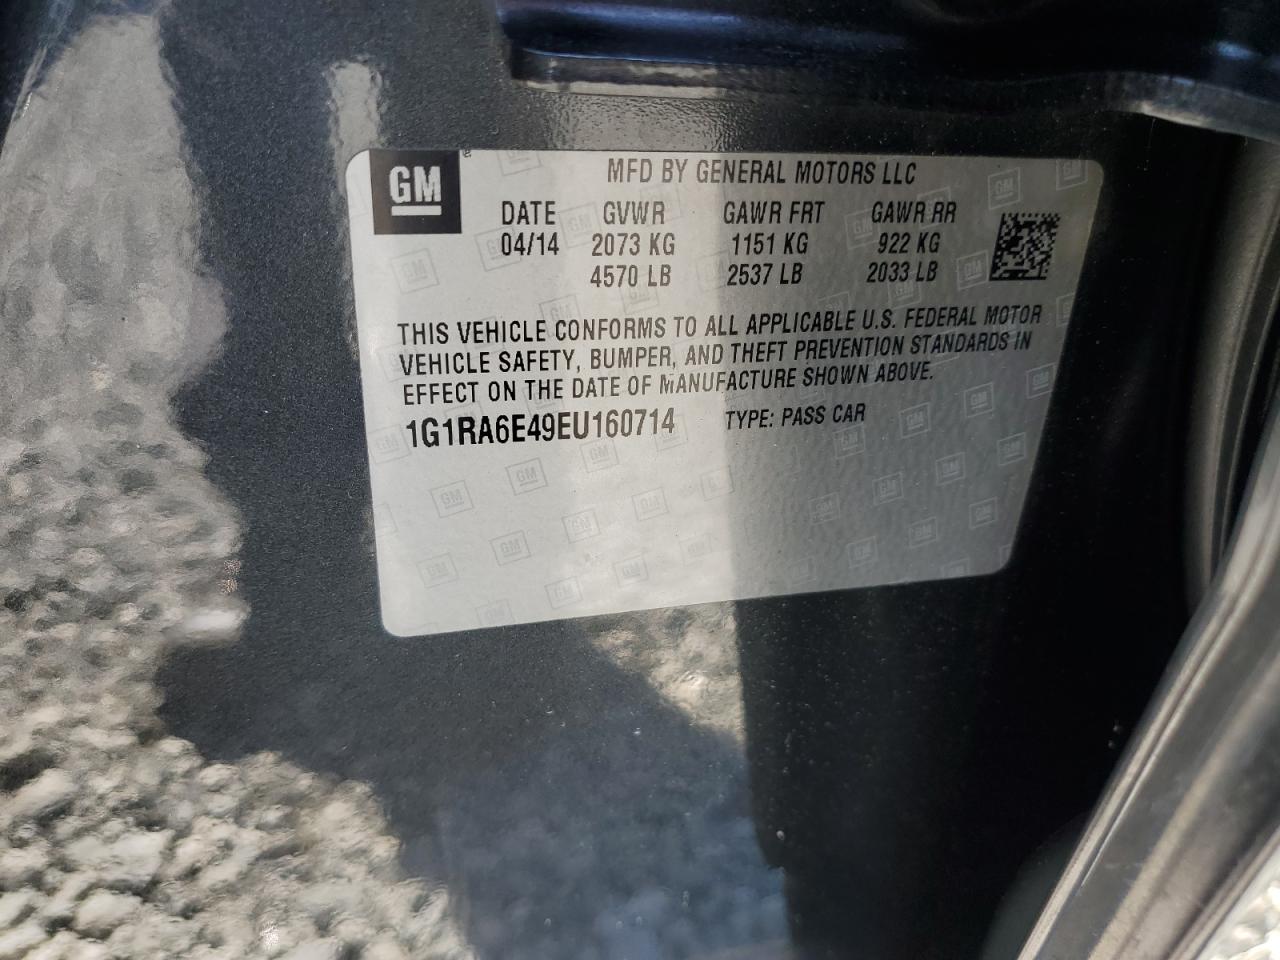 GM
MFD BY GENERAL MOTORS LLC
DATE GVWR GAWR FRT GAWR RR
04/14 2073 KG 1151 KG 922 KG
4570 LB 2537 LB 2033 LB
THIS VEHICLE CONFORMS TO ALL APPLICABLE U.S. FEDERAL MOTOR
VEHICLE SAFETY, BUMPER, AND THEFT PREVENTION STANDARDS IN
EFFECT ON THE DATE OF MANUFACTURE SHOWN ABOVE.
1G1RA6E49EU160714 TYPE: PASS CAR